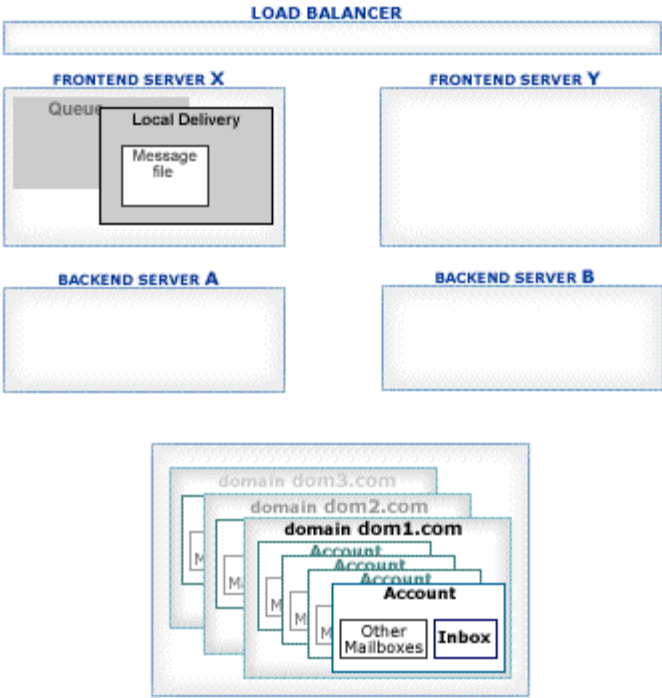 LOAD BALANCER
FRONTEND SERVER X
FRONTEND SERVER Y
Queue
Local Delivery
Message
file
BACKEND SERVER A
BACKEND SERVER B
domain dom3.com
domain dom2.com
domain dom1.com
Account
Account
Account
Account
M
M
M
M
M
Other
Mailboxes
Inbox